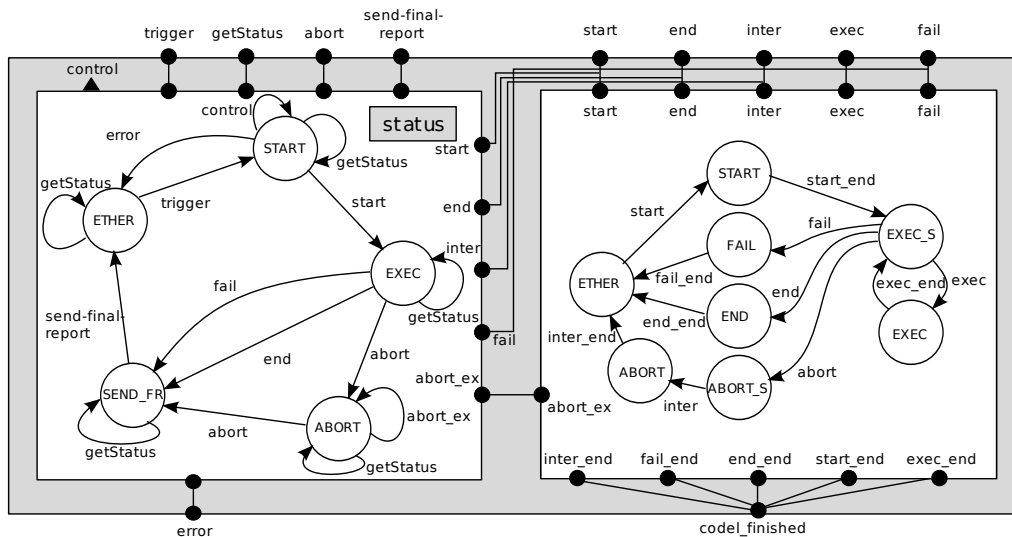 trigger
getStatus
abort
send-final-
report
start
end
inter
exec
fail
control
status
start
end
inter
exec
fail
control
START
getStatus
error
getStatus
ETHER
trigger
start
EXEC
getStatus
fail
send-final-
report
end
abort
SEND_FR
getStatus
abort
ABORT
abort_ex
getStatus
start
end
inter
fail
abort_ex
abort_ex
START
start_end
start
FAIL
fail
EXEC_S
ETHER
fail_end
exec_end
exec
end
END
end_end
EXEC
inter_end
ABORT
ABORT_S
abort
inter
inter_end
fail_end
end_end
start_end
exec_end
error
codel_finished